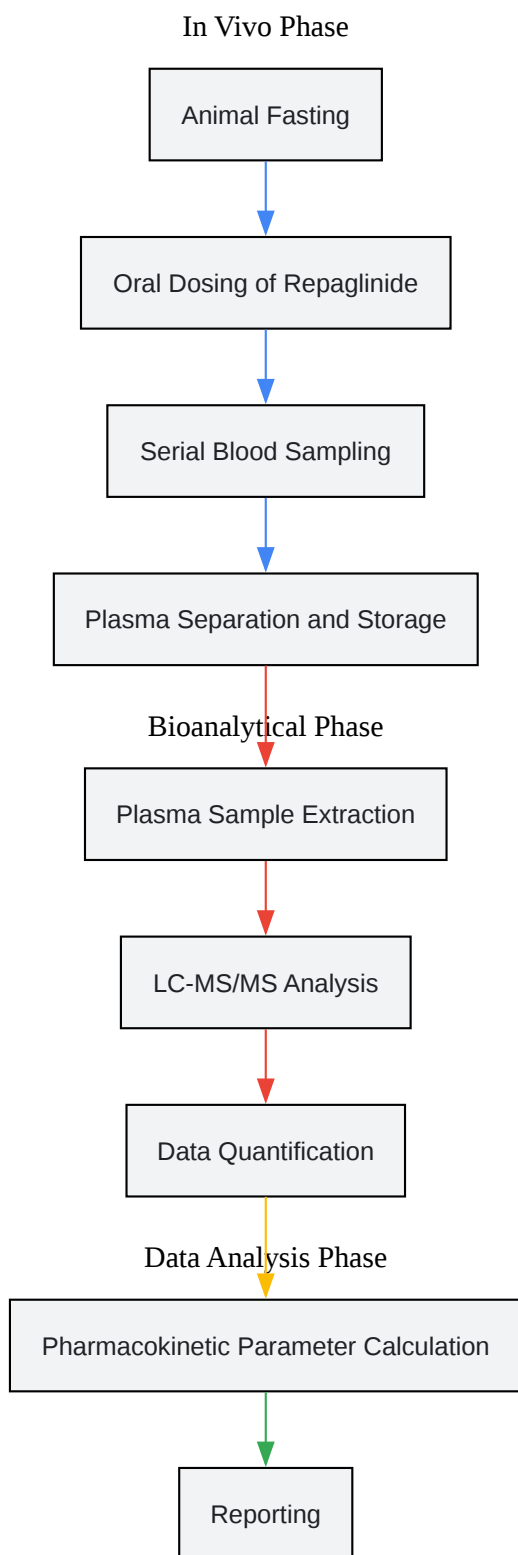 In Vivo Phase
Animal Fasting
Oral Dosing of Repaglinide
Serial Blood Sampling
Plasma Separation and Storage
Bioanalytical Phase
Plasma Sample Extraction
LC-MS/MS Analysis
Data Quantification
Data Analysis Phase
Pharmacokinetic Parameter Calculation
Reporting